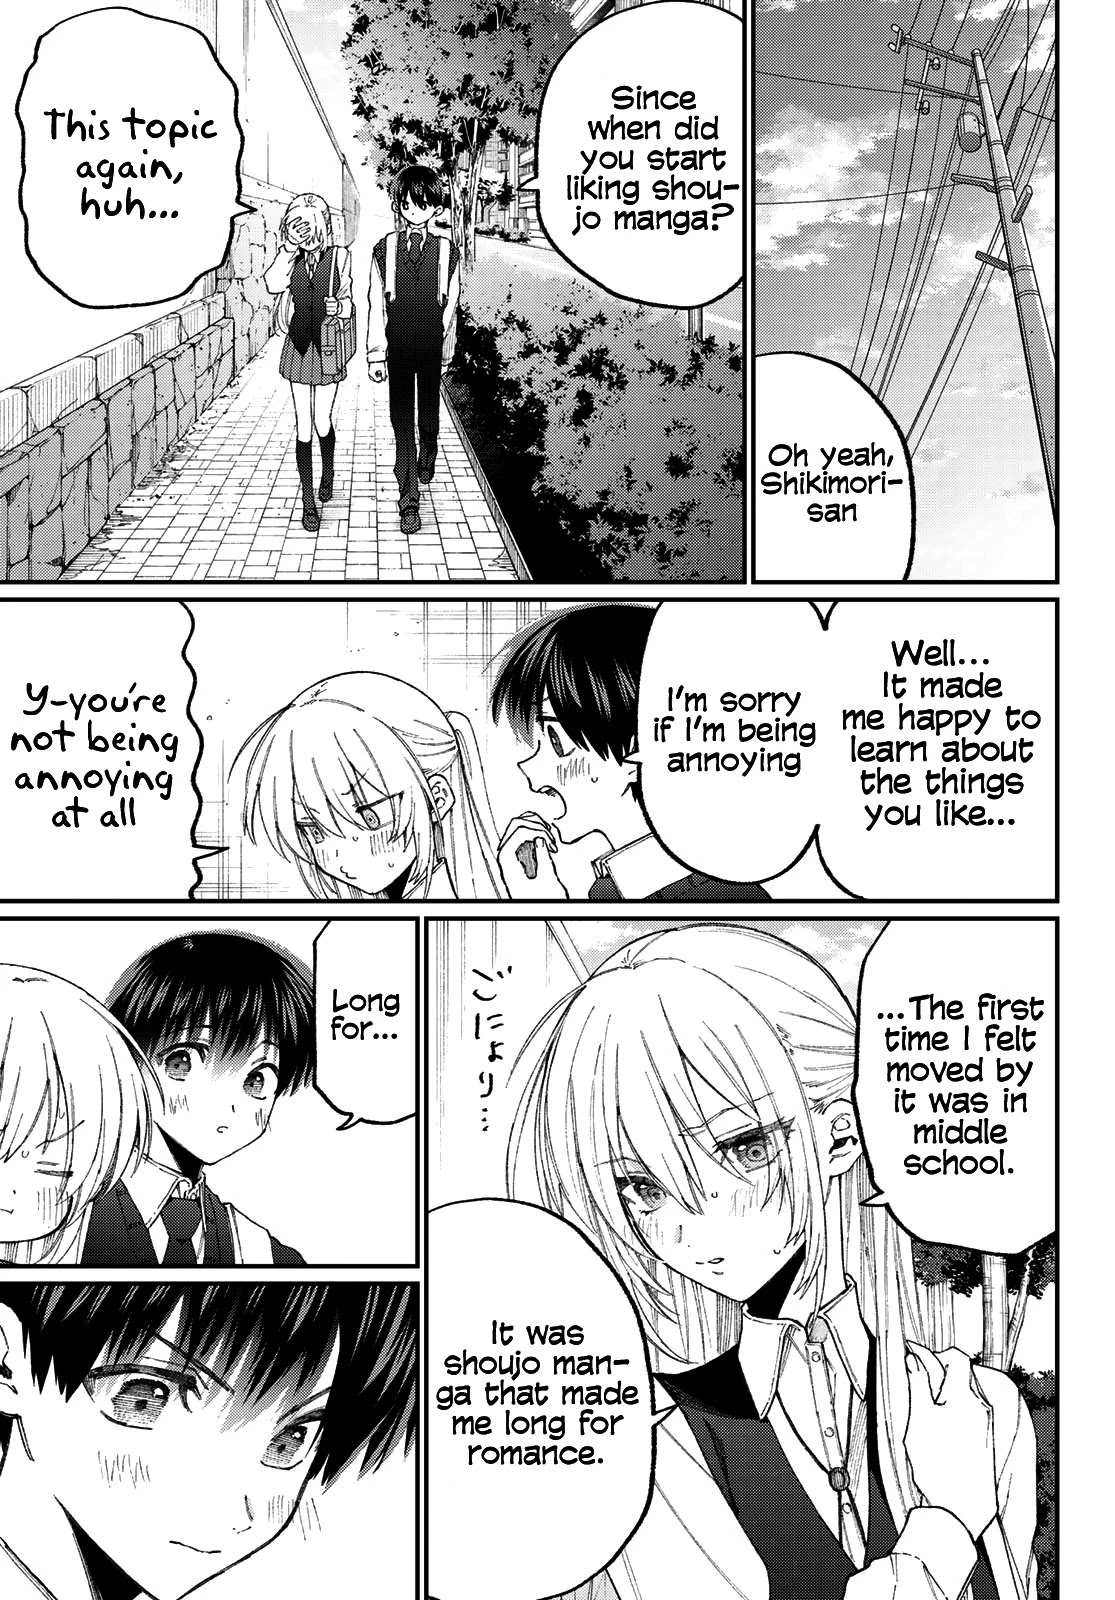 Oh yeah,
Shikimori-
san
Since
when did
you start
liking shou-
jo manga?
This topic
again,
huh...
Well...
It made
me happy to
learn about
the things
you like...
I'm sorry
if I'm being
annoying
Y-you're
not being
annoying
at all
...The first
time I felt
moved by
it was in
middle
school.
ごにょり...
It was
shoujo man-
ga that made
me long for
romance.
Long
for...